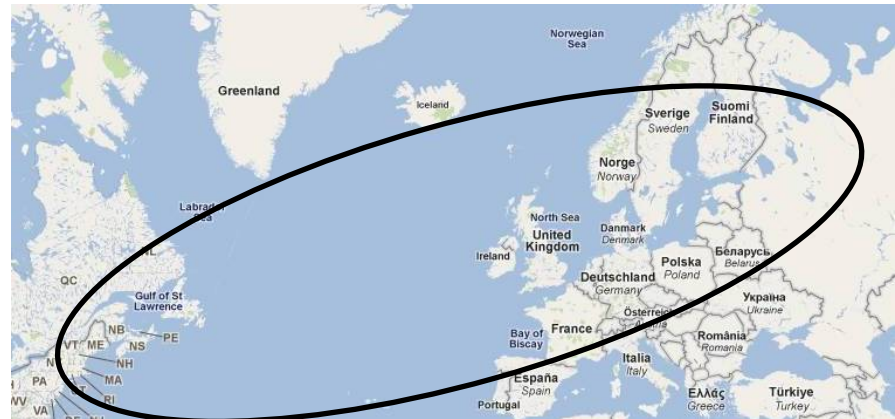 Norwegian
Sea
Greenland
Iceland
Sverige
Sweden
Suomi
Finland
Norge
Norway
Labrador
Sea
North Sea
United
Kingdom
Ireland
Danmark
Denmark
NL
QC
Беларусь
Belarus
Polska
Poland
Deutschland
Germany
Gulf of St
Lawrence
Україна
Ukraine
Österreich
Austria
NB
PE
VT
ME
NS
Bay of
Biscay
France
România
Romania
NH
Italia
Italy
PA
MA
España
Spain
CT
RI
WV
VA
Portugal
Ελλάς
Greece
Türkiye
Turkey